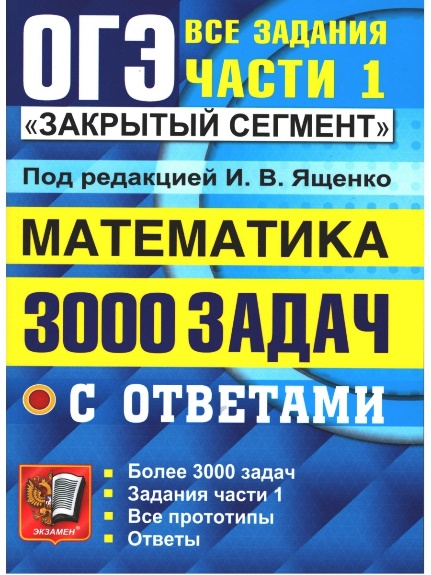 ОГЭ
ВСЕ ЗАДАНИЯ
ЧАСТИ 1
«ЗАКРЫТЫЙ СЕГМЕНТ»
Под редакцией И. В. Ященко
МАТЕМАТИКА
3000 ЗАДАЧ
С ОТВЕТАМИ
Более 3000 задач
Задания части 1
Все прототипы
Ответы
ЭКЗАМЕН®